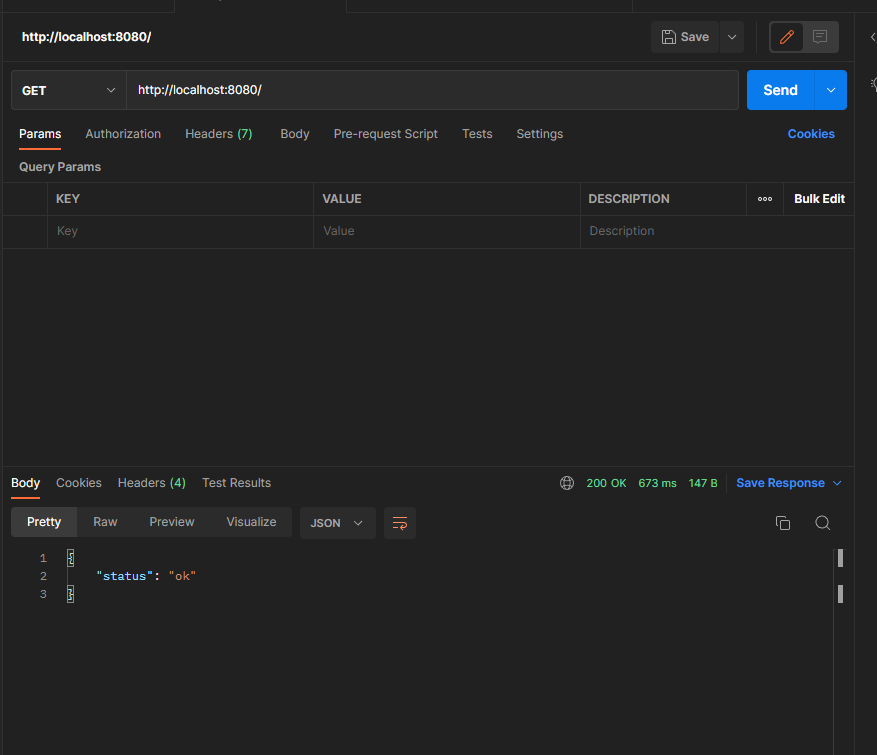 http://localhost:8080/ Save
GET http://localhost:8080/ Send
Params Authorization Headers (7) Body Pre-request Script Tests Settings Cookies
Query Params
KEY VALUE DESCRIPTION ooo Bulk Edit
Key Value Description
Body Cookies Headers (4) Test Results 200 OK 673 ms 147 B Save Response
Pretty Raw Preview Visualize JSON
1 {
2 "status": "ok"
3 }